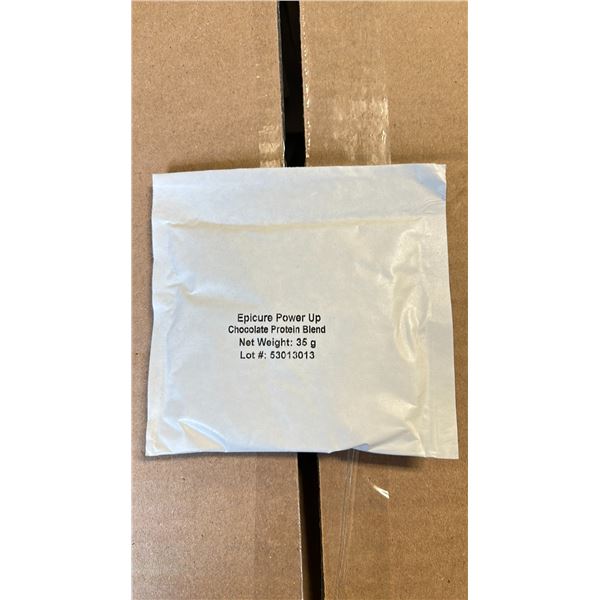 Epicure Power Up
Chocolate Protein Blend
Net Weight: 35 g
Lot #: 53013013